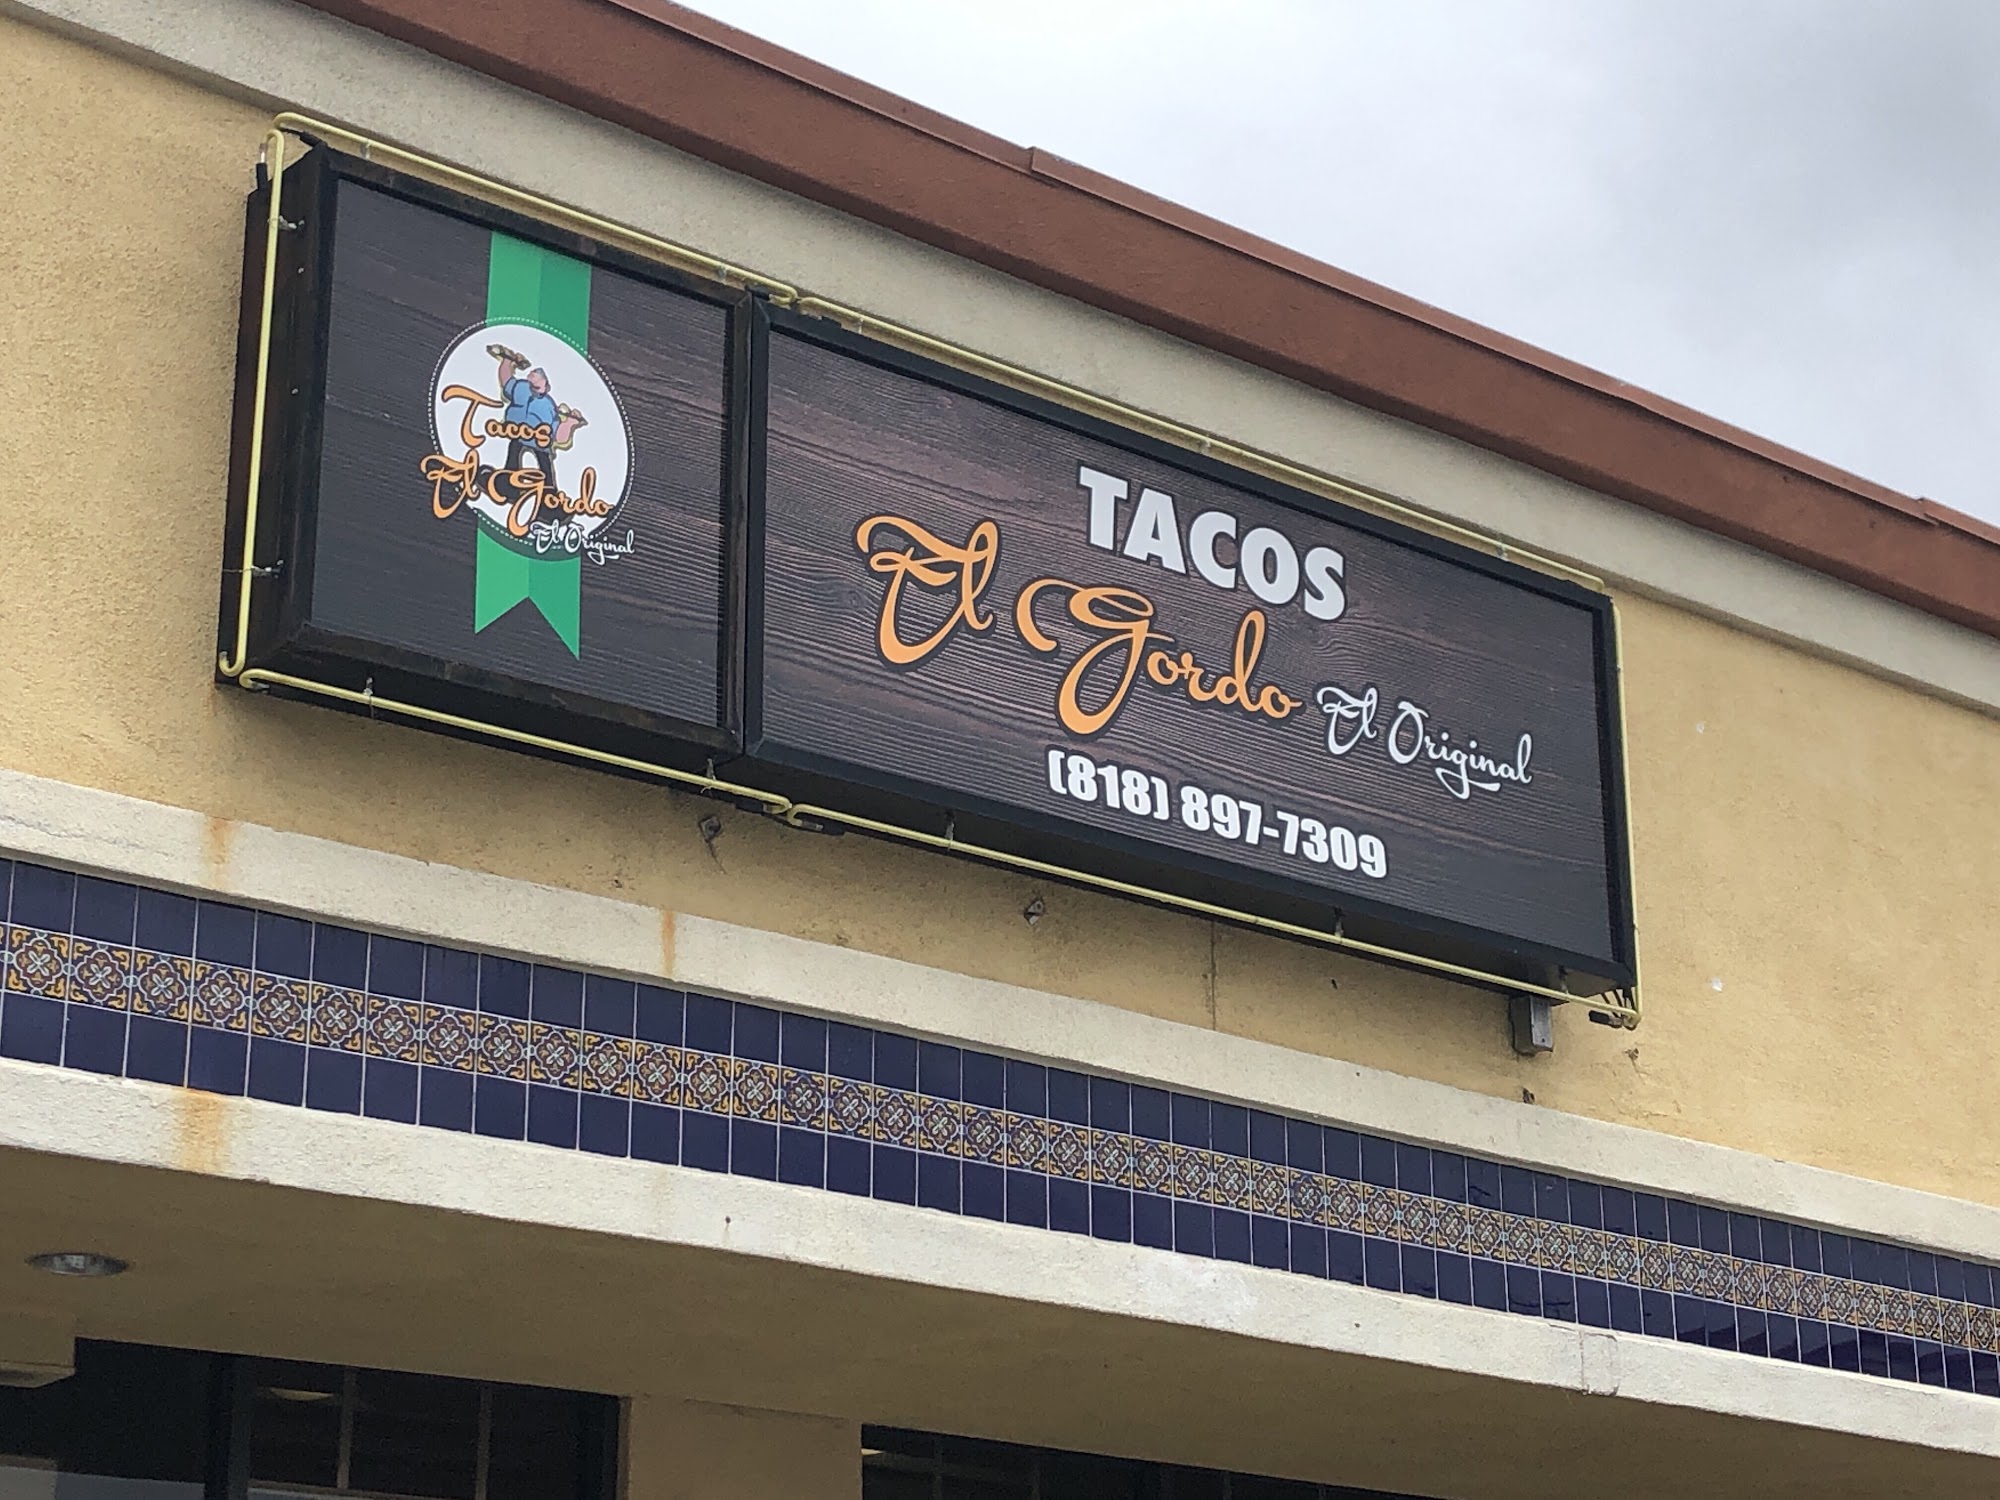 Tacos
El Gordo
El Original
TACOS
El Gordo El Original
(818) 897-7309